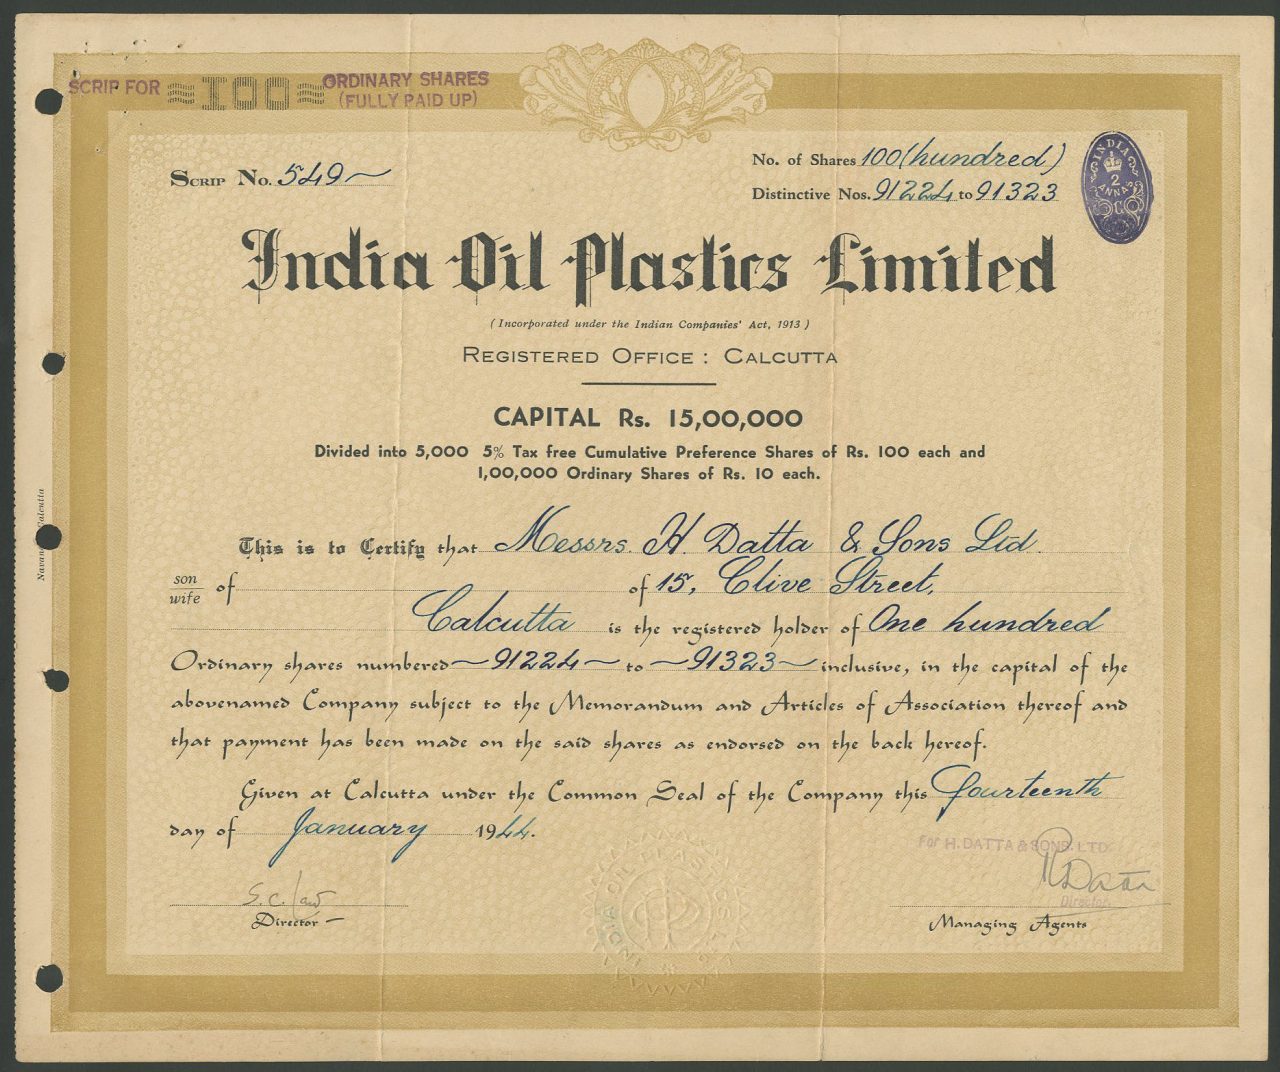 SCRIP FOR 100 ORDINARY SHARES
(FULLY PAID UP)
Scrip No. 549~
No. of Shares 100 (hundred)
Distinctive Nos. 91224 to 91323
INDIA
2
ANNAS
India Oil Plastics Limited
(Incorporated under the Indian Companies' Act, 1913)
Registered Office : Calcutta
CAPITAL Rs. 15,00,000
Divided into 5,000 5% Tax free Cumulative Preference Shares of Rs. 100 each and
1,00,000 Ordinary Shares of Rs. 10 each.
This is to Certify that Messrs. H Datta & Sons Ltd.
son
wife of of 15, Clive Street,
Calcutta is the registered holder of One hundred
Ordinary shares numbered ~91224~ to ~91323~ inclusive, in the capital of the
abovenamed Company subject to the Memorandum and Articles of Association thereof and
that payment has been made on the said shares as endorsed on the back hereof.
Given at Calcutta under the Common Seal of the Company this fourteenth
day of January 1944.
For H. DATTA & SONS. LTD.
Datta
Director.
S.C. Law
Director
Managing Agents
INDIA OIL PLASTICS
Calcutta